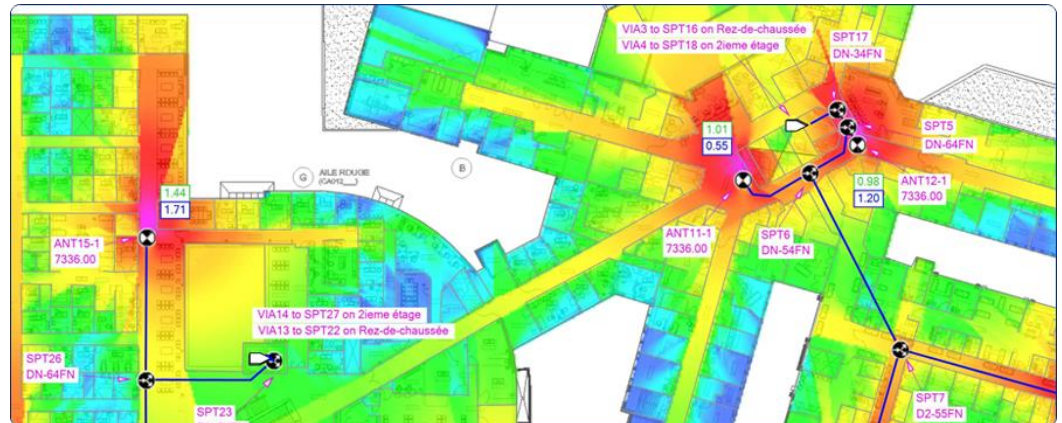 VIA3 to SPT16 on Rez-de-chaussée
VIA4 to SPT18 on 2ieme étage
SPT17
DN-34FN
SPT5
DN-64FN
1.01
0.55
G
AILE ROUGE
B
1.44
1.71
0.98
1.20
ANT12-1
7336.00
ANT15-1
7336.00
ANT11-1
7336.00
SPT6
DN-54FN
VIA14 to SPT27 on 2ieme étage
VIA13 to SPT22 on Rez-de-chaussée
SPT26
DN-64FN
SPT23
SPT7
D2-55FN